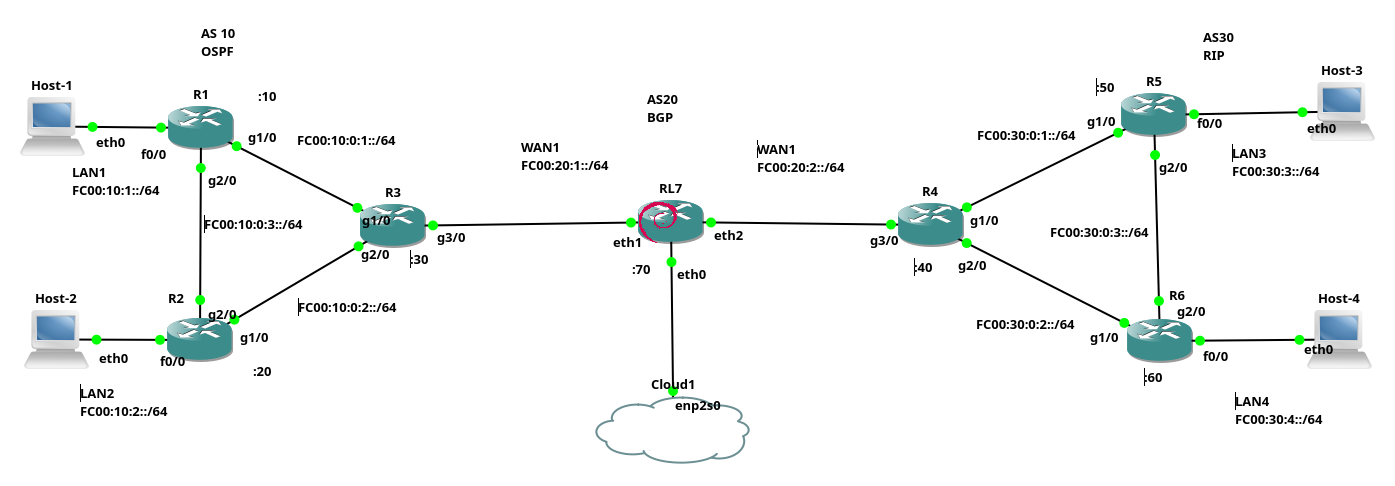 AS 10
OSPF
AS30
RIP
Host-1
R1
:10
AS20
BGP
:50
R5
Host-3
eth0
f0/0
g1/0
FC00:10:0:1::/64
WAN1
FC00:20:1::/64
WAN1
FC00:20:2::/64
FC00:30:0:1::/64
g1/0
f0/0
eth0
LAN1
FC00:10:1::/64
g2/0
g2/0
LAN3
FC00:30:3::/64
R3
RL7
R4
FC00:10:0:3::/64
g1/0
g3/0
eth1
eth2
g3/0
g1/0
FC00:30:0:3::/64
g2/0
:30
:70
eth0
:40
g2/0
Host-2
R2
g2/0
FC00:10:0:2::/64
R6
g2/0
Host-4
eth0
f0/0
g1/0
FC00:30:0:2::/64
g1/0
f0/0
eth0
:20
:60
LAN2
FC00:10:2::/64
Cloud1
enp2s0
LAN4
FC00:30:4::/64